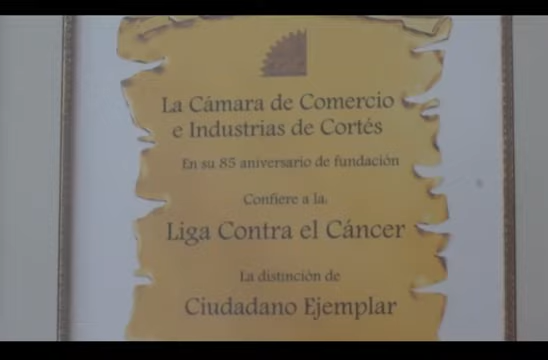 La Cámara de Comercio
e Industrias de Cortés
En su 85 aniversario de fundación
Confiere a la:
Liga Contra el Cáncer
La distinción de
Ciudadano Ejemplar